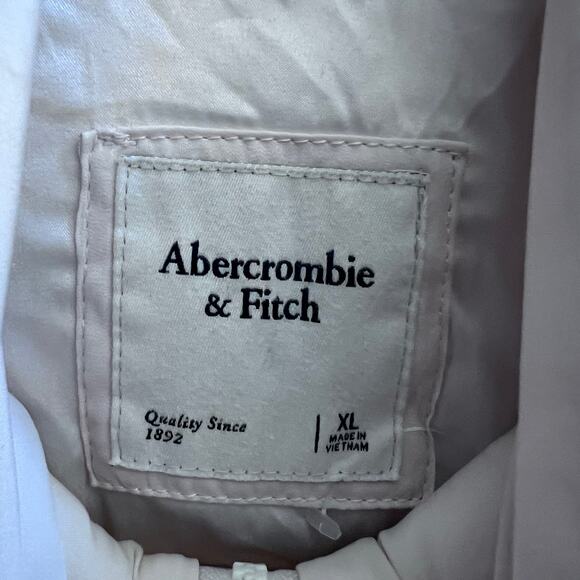 Abercrombie
& Fitch
Quality Since
1892
XL
MADE IN
VIETNAM